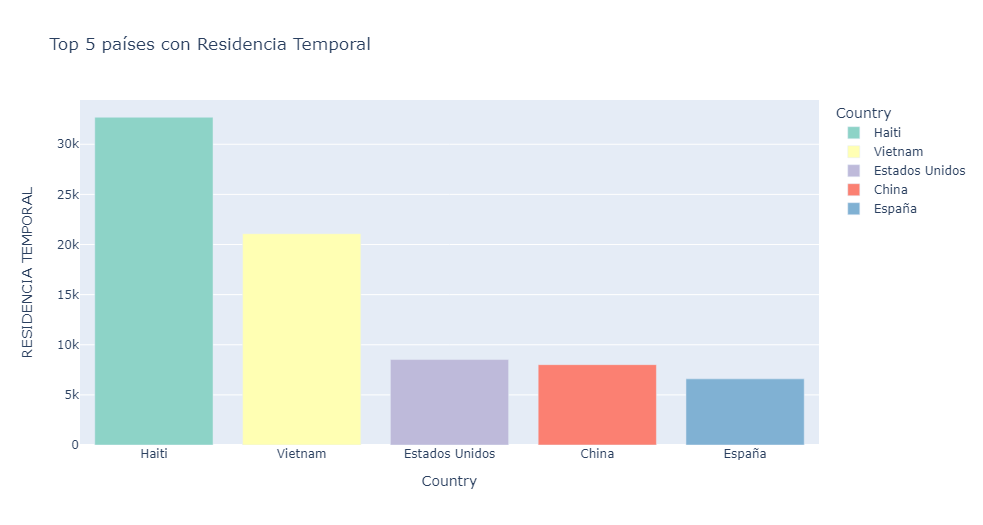 Top 5 países con Residencia Temporal
RESIDENCIA TEMPORAL
30k
25k
20k
15k
10k
5k
0
Haiti
Vietnam
Estados Unidos
China
España
Country
Country
Haiti
Vietnam
Estados Unidos
China
España